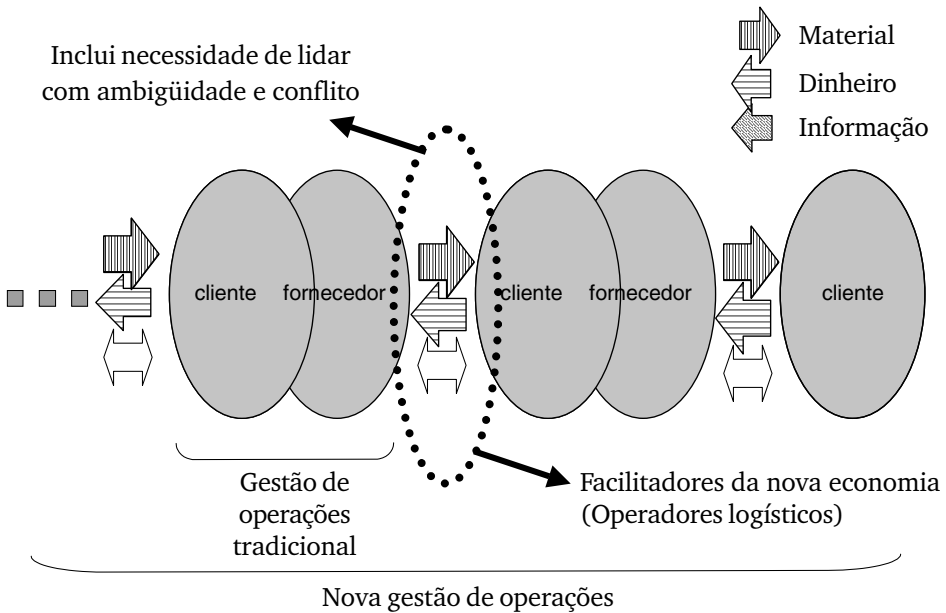 Inclui necessidade de lidar
com ambigüidade e conflito
Material
Dinheiro
Informação
cliente
fornecedor
cliente
fornecedor
cliente
Gestão de
operações
tradicional
Facilitadores da nova economia
(Operadores logísticos)
Nova gestão de operações